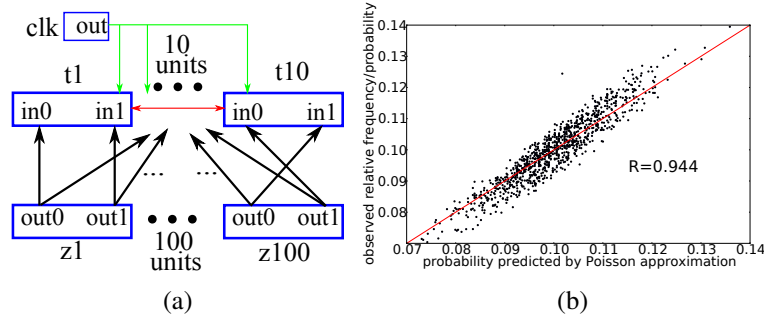 clk out
10
units
t1
t10
in0 in1
in0 in1
... ...
out0 out1
out0 out1
100
units
z1
z100
(a)
observed relative frequency/probability
0.14
0.13
0.12
0.11
0.10
0.09
0.08
R=0.944
0.07 0.08 0.09 0.10 0.11 0.12 0.13 0.14
probability predicted by Poisson approximation
(b)